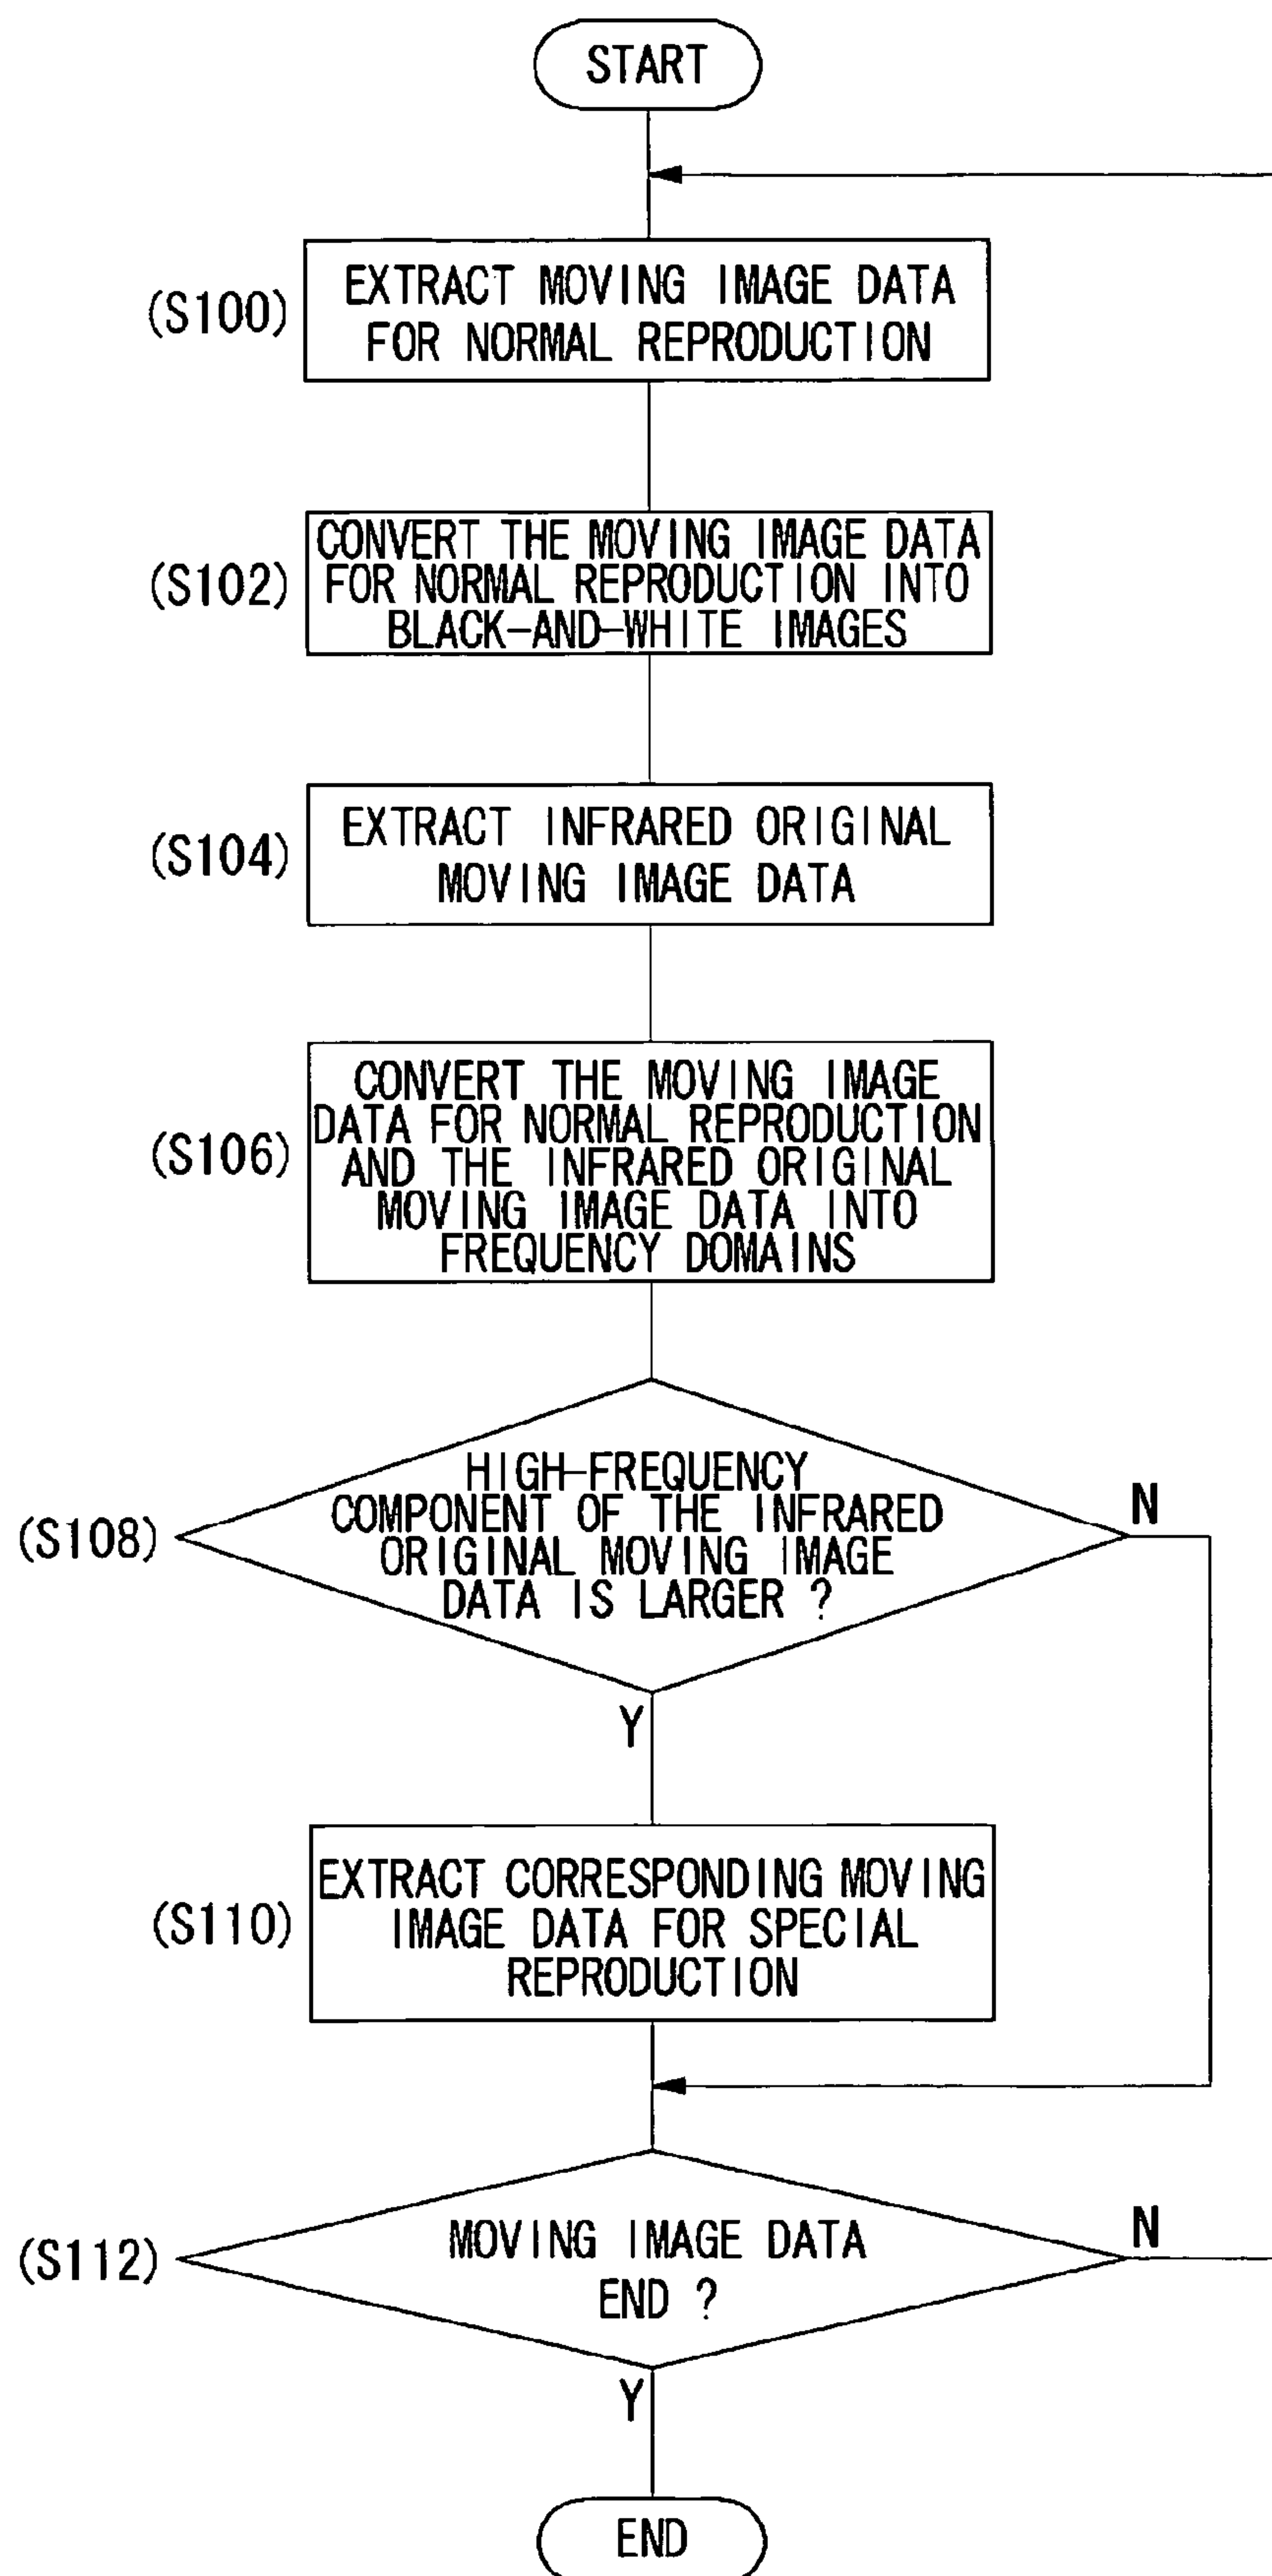 START
(S100)
EXTRACT MOVING IMAGE DATA
FOR NORMAL REPRODUCTION
(S102)
CONVERT THE MOVING IMAGE DATA
FOR NORMAL REPRODUCTION INTO
BLACK-AND-WHITE IMAGES
(S104)
EXTRACT INFRARED ORIGINAL
MOVING IMAGE DATA
(S106)
CONVERT THE MOVING IMAGE
DATA FOR NORMAL REPRODUCTION
AND THE INFRARED ORIGINAL
MOVING IMAGE DATA INTO
FREQUENCY DOMAINS
(S108)
HIGH-FREQUENCY
COMPONENT OF THE INFRARED
ORIGINAL MOVING IMAGE
DATA IS LARGER ?
N
Y
(S110)
EXTRACT CORRESPONDING MOVING
IMAGE DATA FOR SPECIAL
REPRODUCTION
(S112)
MOVING IMAGE DATA
END ?
N
Y
END